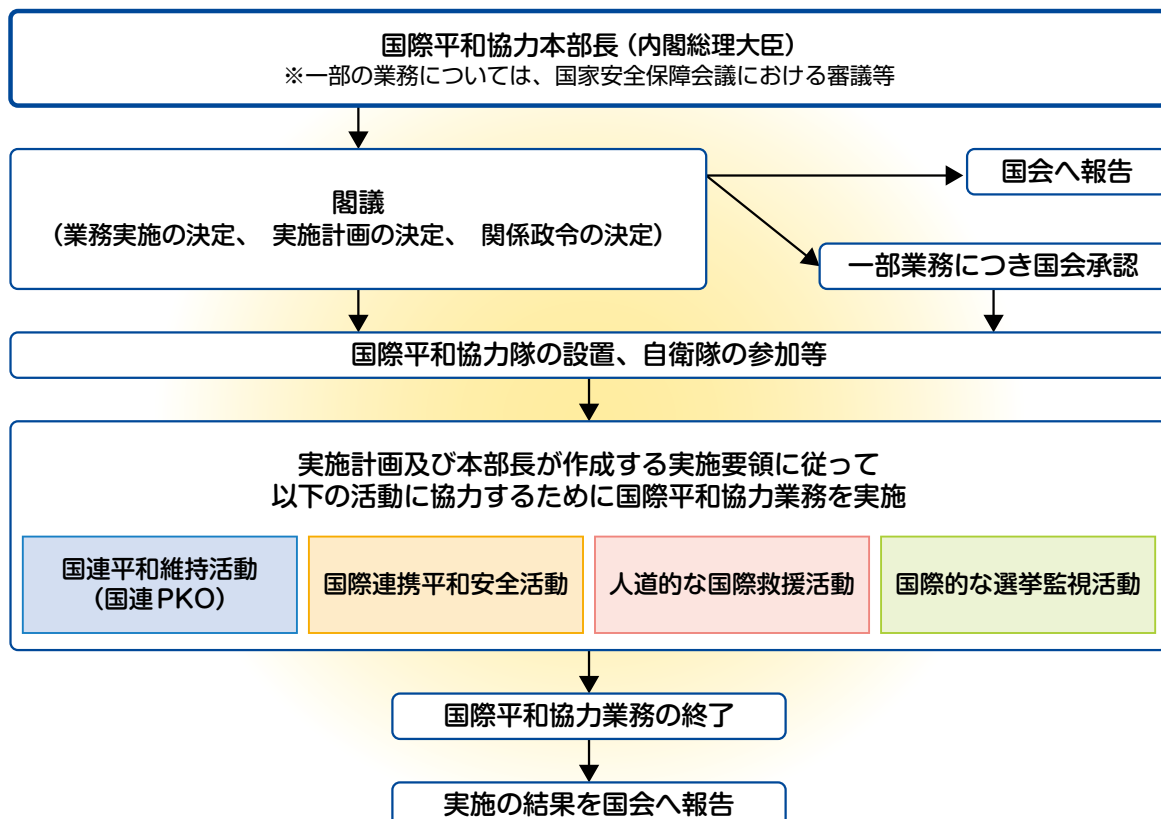 国際平和協力本部長（内閣総理大臣）
※一部の業務については、国家安全保障会議における審議等
閣議
（業務実施の決定、 実施計画の決定、 関係政令の決定）
国会へ報告
一部業務につき国会承認
国際平和協力隊の設置、自衛隊の参加等
実施計画及び本部長が作成する実施要領に従って
以下の活動に協力するために国際平和協力業務を実施
国連平和維持活動
（国連PKO）
国際連携平和安全活動
人道的な国際救援活動
国際的な選挙監視活動
国際平和協力業務の終了
実施の結果を国会へ報告